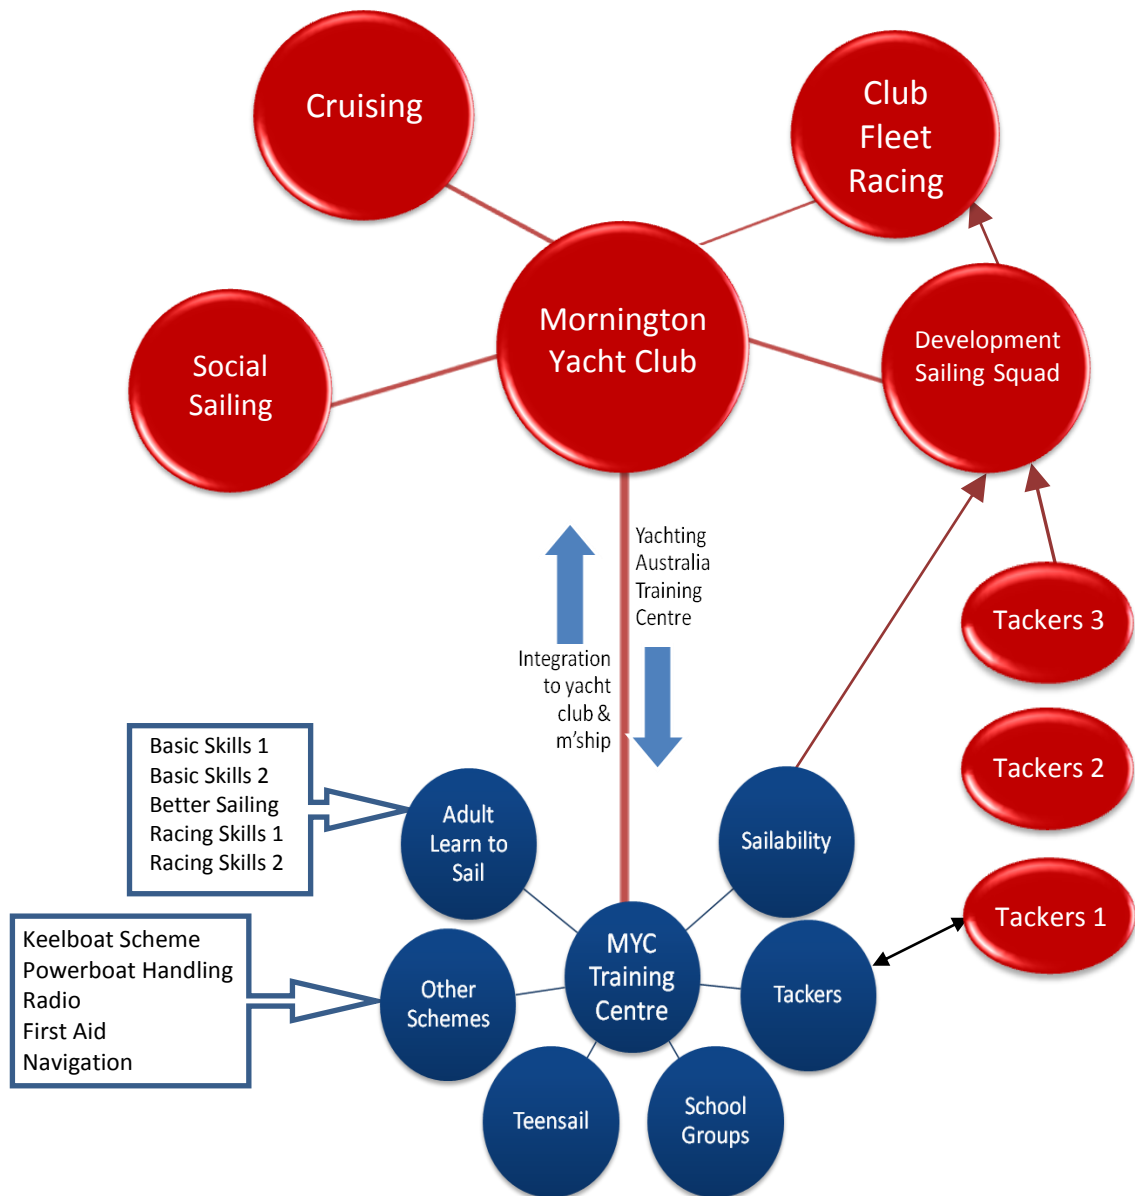 Cruising
Club
Fleet
Racing
Mornington
Yacht Club
Development
Sailing Squad
Social
Sailing
Yachting
Australia
Training
Centre
Integration
to yacht
club &
m'ship
Tackers 3
Tackers 2
Tackers 1
Basic Skills 1
Basic Skills 2
Better Sailing
Racing Skills 1
Racing Skills 2
Adult
Learn to
Sail
Sailability
Keelboat Scheme
Powerboat Handling
Radio
First Aid
Navigation
Other
Schemes
MYC
Training
Centre
Tackers
Teensail
School
Groups